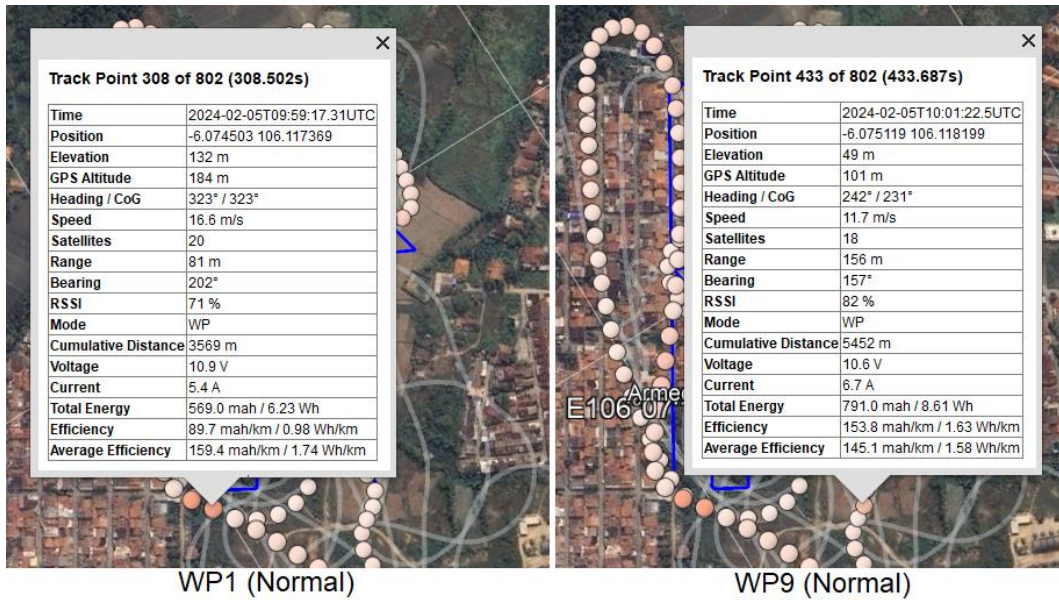 Track Point 308 of 802 (308.502s)
Time 2024-02-05T09:59:17.31UTC
Position -6.074503 106.117369
Elevation 132 m
GPS Altitude 184 m
Heading / CoG 323° / 323°
Speed 16.6 m/s
Satellites 20
Range 81 m
Bearing 202°
RSSI 71 %
Mode WP
Cumulative Distance 3569 m
Voltage 10.9 V
Current 5.4 A
Total Energy 569.0 mah / 6.23 Wh
Efficiency 89.7 mah/km / 0.98 Wh/km
Average Efficiency 159.4 mah/km / 1.74 Wh/km
WP1 (Normal)
Track Point 433 of 802 (433.687s)
Time 2024-02-05T10:01:22.5UTC
Position -6.075119 106.118199
Elevation 49 m
GPS Altitude 101 m
Heading / CoG 242° / 231°
Speed 11.7 m/s
Satellites 18
Range 156 m
Bearing 157°
RSSI 82 %
Mode WP
Cumulative Distance 5452 m
Voltage 10.6 V
Current 6.7 A
Total Energy 791.0 mah / 8.61 Wh
Efficiency 153.8 mah/km / 1.63 Wh/km
Average Efficiency 145.1 mah/km / 1.58 Wh/km
E106°07
WP9 (Normal)